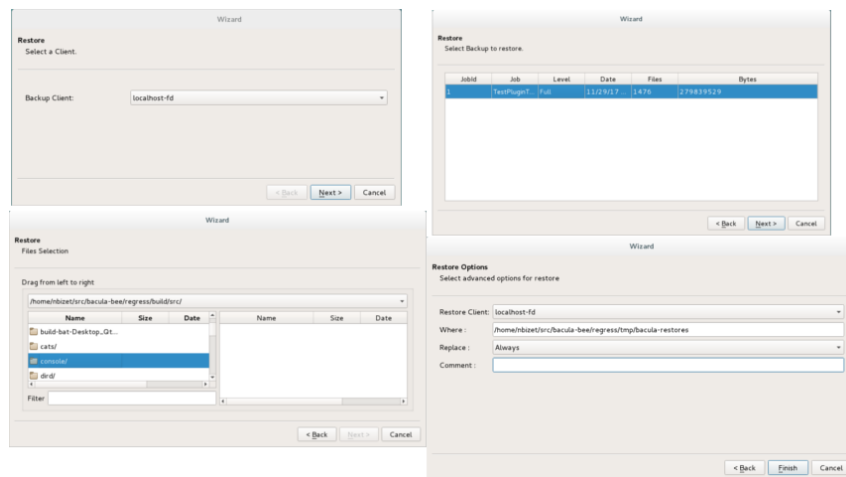 Wizard
Restore
Select a Client.
Backup Client: localhost-fd
< Back Next > Cancel
Wizard
Restore
Select Backup to restore.
JobId Job Level Date Files Bytes
1 TestPluginT... Full 11/29/17 ... 1476 279839529
< Back Next > Cancel
Wizard
Restore
Files Selection
Drag from left to right
/home/nbizet/src/bacula-bee/regress/build/src/
Name Size Date Name Size Date
build-bat-Desktop_Qt...
cats/
console/
dird/
Filter
< Back Next > Cancel
Wizard
Restore Options
Select advanced options for restore
Restore Client: localhost-fd
Where : /home/nbizet/src/bacula-bee/regress/tmp/bacula-restores
Replace : Always
Comment :
< Back Finish Cancel